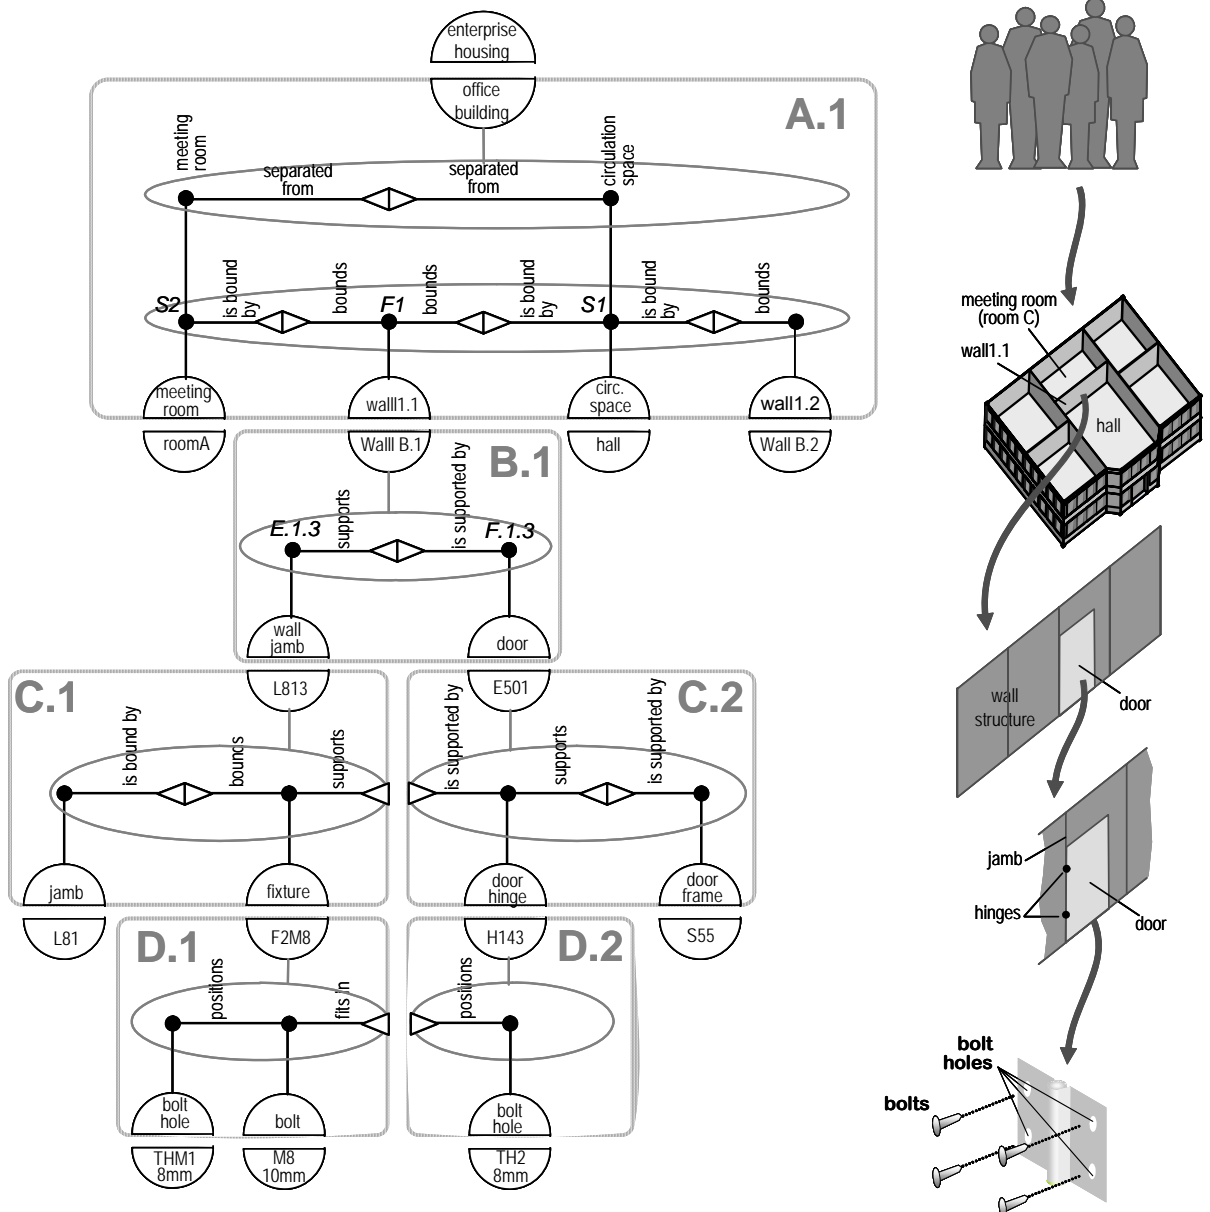 enterprise
housing
office
building
A.1
meeting
room
separated
from
separated
from
circulation
space
S2
is bound
by
bounds
F1
bounds
is bound
by
S1
is bound
by
bounds
meeting
room
walll1.1
circ.
space
wall1.2
roomA
Walll B.1
hall
Wall B.2
B.1
E.1.3
supports
is supported by
F.1.3
wall
jamb
door
C.1
L813
E501
C.2
is bound by
bounds
supports
is supported by
supports
is supported by
jamb
fixture
door
hinge
door
frame
L81
F2M8
H143
S55
D.1
D.2
positions
fits in
positions
bolt
hole
bolt
bolt
hole
THM1
8mm
M8
10mm
TH2
8mm
meeting room
(room C)
wall1.1
hall
wall
structure
door
jamb
hinges
door
bolt
holes
bolts